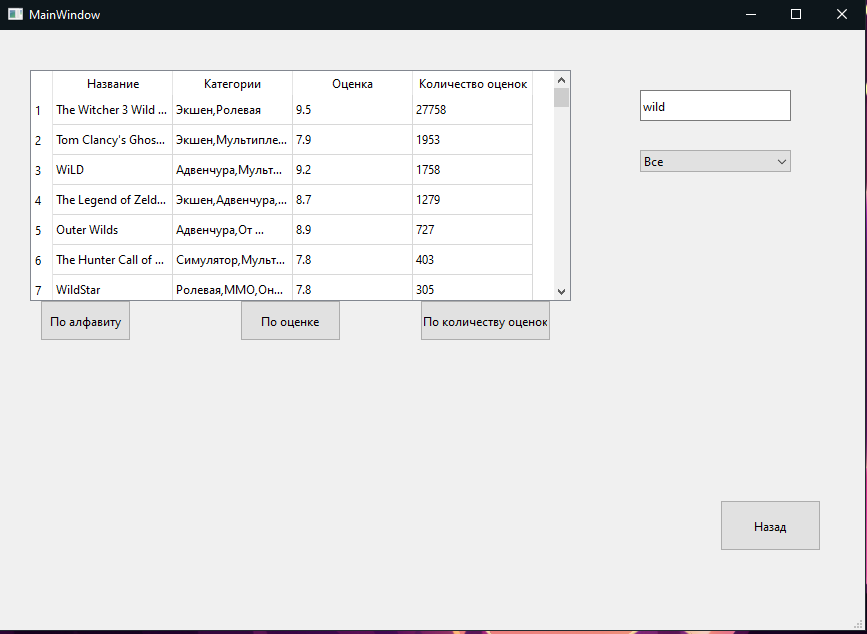 MainWindow
Название Категории Оценка Количество оценок
1 The Witcher 3 Wild ... Экшен,Ролевая 9.5 27758
2 Tom Clancy's Ghos... Экшен,Мультипле... 7.9 1953
3 WiLD Адвенчура,Мульт... 9.2 1758
4 The Legend of Zeld... Экшен,Адвенчура,... 8.7 1279
5 Outer Wilds Адвенчура,От ... 8.9 727
6 The Hunter Call of ... Симулятор,Мульт... 7.8 403
7 WildStar Ролевая,ММО,Он... 7.8 305
wild
Все
По алфавиту По оценке По количеству оценок
Назад